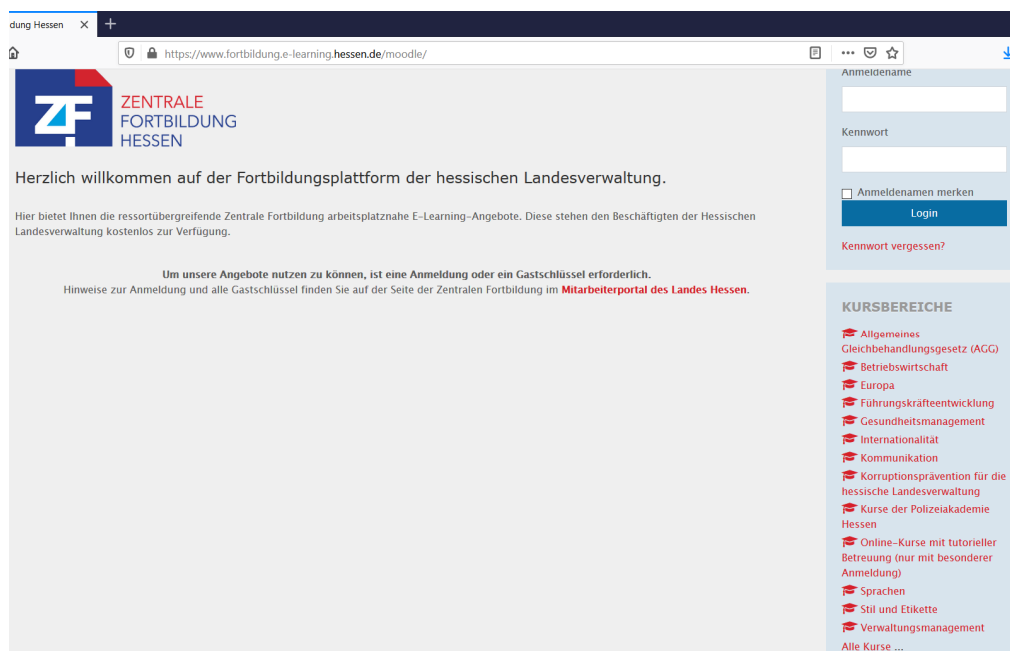 dung Hessen
https://www.fortbildung.e-learning.hessen.de/moodle/
ZF
ZENTRALE
FORTBILDUNG
HESSEN
Herzlich willkommen auf der Fortbildungsplattform der hessischen Landesverwaltung.
Hier bietet Ihnen die ressortübergreifende Zentrale Fortbildung arbeitsplatznahe E-Learning-Angebote. Diese stehen den Beschäftigten der Hessischen
Landesverwaltung kostenlos zur Verfügung.
Um unsere Angebote nutzen zu können, ist eine Anmeldung oder ein Gastschlüssel erforderlich.
Hinweise zur Anmeldung und alle Gastschlüssel finden Sie auf der Seite der Zentralen Fortbildung im Mitarbeiterportal des Landes Hessen.
Anmeldename
Kennwort
Anmeldenamen merken
Login
Kennwort vergessen?
KURSBEREICHE
Allgemeines
Gleichbehandlungsgesetz (AGG)
Betriebswirtschaft
Europa
Führungskräfteentwicklung
Gesundheitsmanagement
Internationalität
Kommunikation
Korruptionsprävention für die
hessische Landesverwaltung
Kurse der Polizeiakademie
Hessen
Online-Kurse mit tutorieller
Betreuung (nur mit besonderer
Anmeldung)
Sprachen
Stil und Etikette
Verwaltungsmanagement
Alle Kurse ...